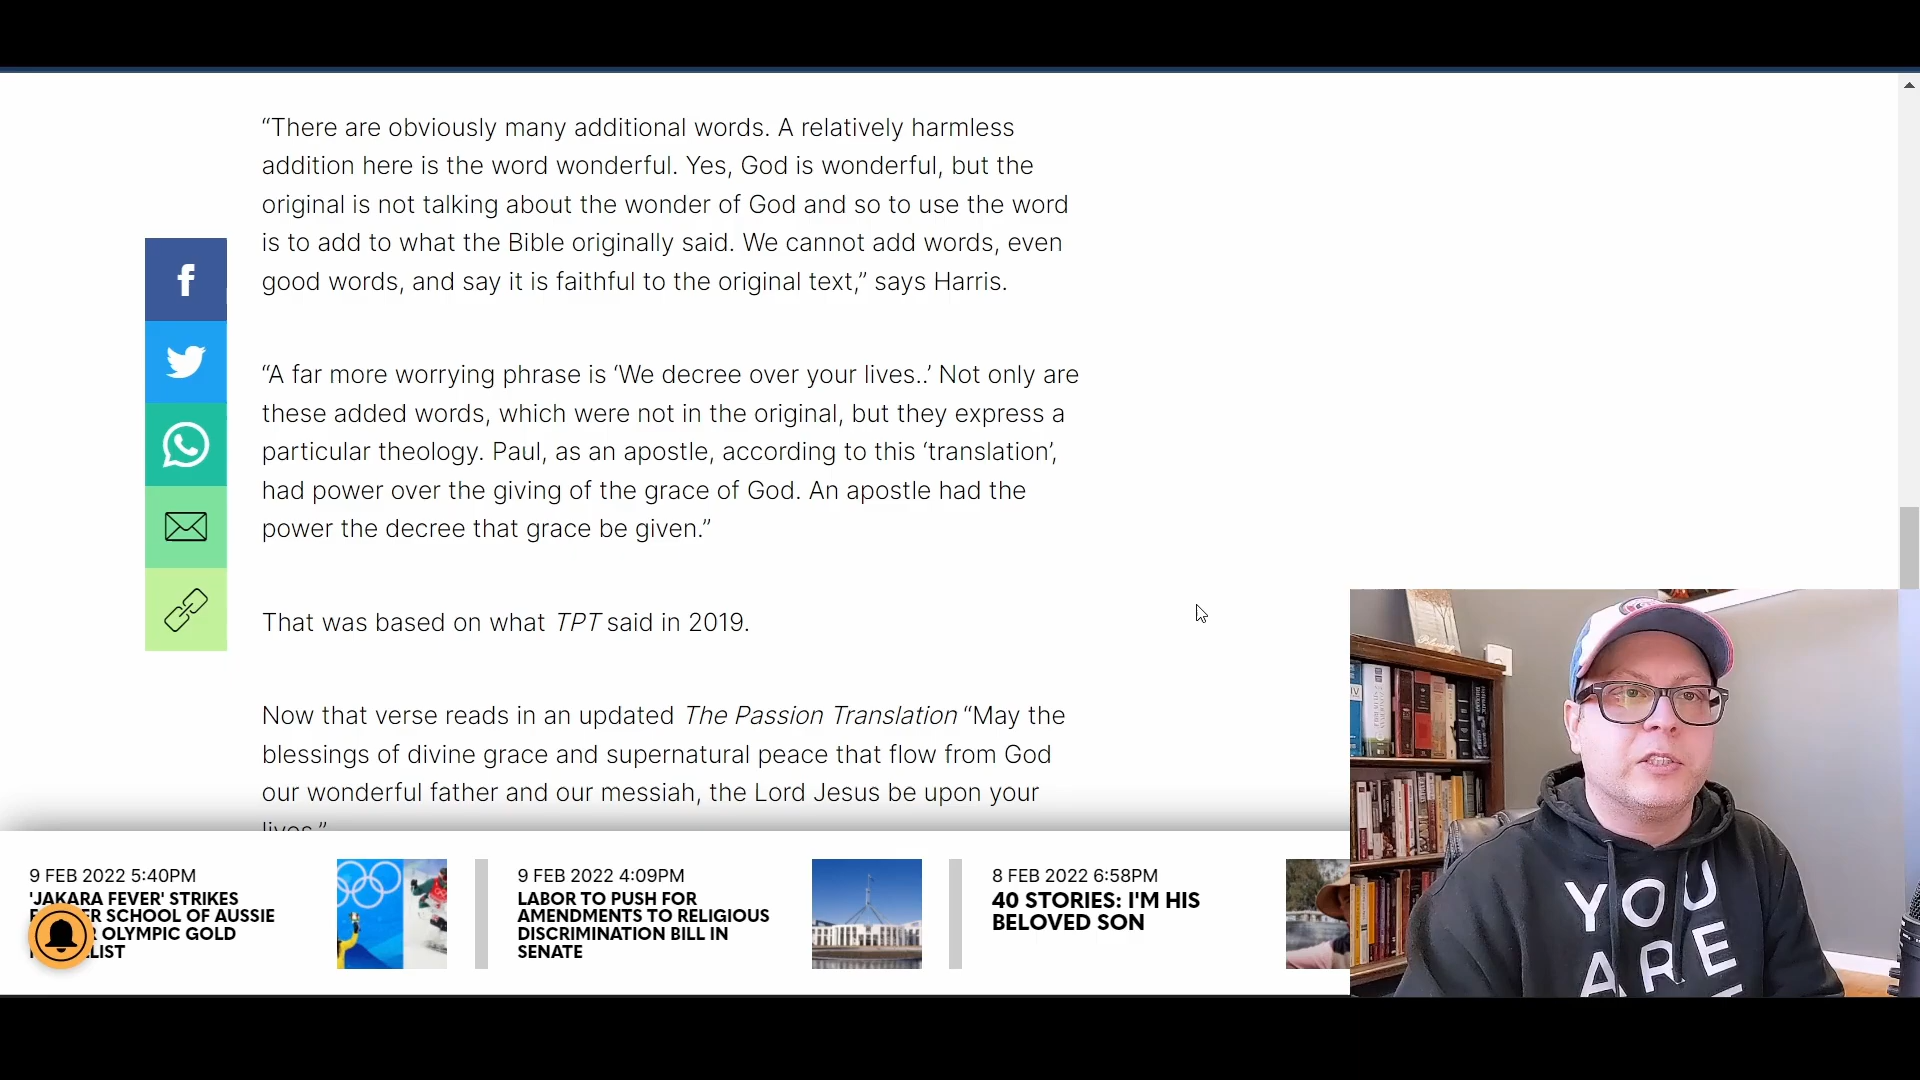 “There are obviously many additional words. A relatively harmless
addition here is the word wonderful. Yes, God is wonderful, but the
original is not talking about the wonder of God and so to use the word
is to add to what the Bible originally said. We cannot add words, even
good words, and say it is faithful to the original text,” says Harris.
“A far more worrying phrase is ‘We decree over your lives..’ Not only are
these added words, which were not in the original, but they express a
particular theology. Paul, as an apostle, according to this ‘translation’,
had power over the giving of the grace of God. An apostle had the
power the decree that grace be given.”
That was based on what TPT said in 2019.
Now that verse reads in an updated The Passion Translation “May the
blessings of divine grace and supernatural peace that flow from God
our wonderful father and our messiah, the Lord Jesus be upon your
lives.”
f
9 FEB 2022 5:40PM
'JAKARA FEVER' STRIKES
SCHOOL OF AUSSIE
OLYMPIC GOLD
9 FEB 2022 4:09PM
LABOR TO PUSH FOR
AMENDMENTS TO RELIGIOUS
DISCRIMINATION BILL IN
SENATE
8 FEB 2022 6:58PM
40 STORIES: I'M HIS
BELOVED SON
YOU
ARE